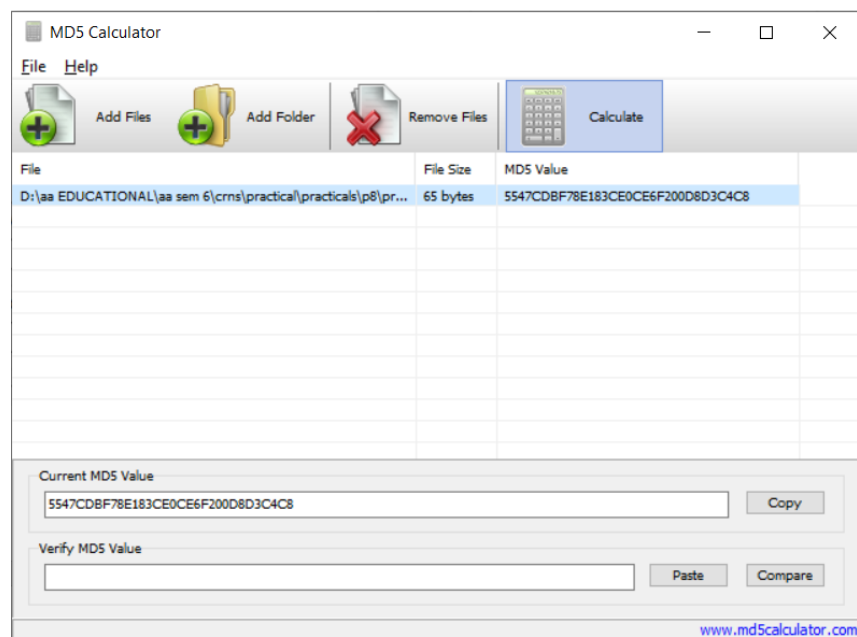 MD5 Calculator
File Help
Add Files Add Folder Remove Files Calculate
File File Size MD5 Value
D:\aa EDUCATIONAL\aa sem 6\crns\practical\practicals\p8\pr... 65 bytes 5547CDBF78E183CE0CE6F200D8D3C4C8
Current MD5 Value
5547CDBF78E183CE0CE6F200D8D3C4C8 Copy
Verify MD5 Value
Paste Compare
www.md5calculator.com